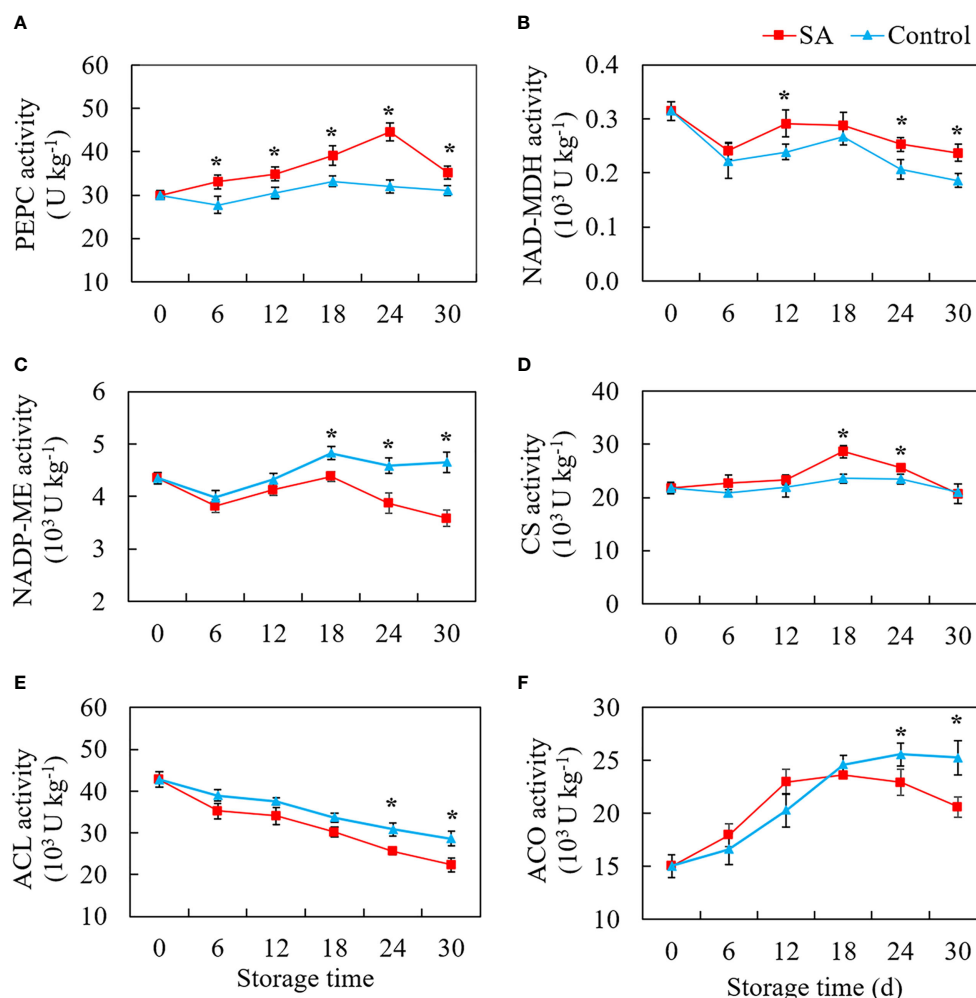 A
PEPC activity
( U kg-1)
60
50
40
30
20
10
* * * * *
0 6 12 18 24 30
B
SA Control
NAD-MDH activity
(10³ U kg-1)
0.4
0.3
0.2
0.1
0.0
* * *
0 6 12 18 24 30
C
NADP-ME activity
(10³ U kg-1)
6
5
4
3
2
* * *
0 6 12 18 24 30
D
CS activity
(10³ U kg-1)
40
30
20
10
0
* *
0 6 12 18 24 30
E
ACL activity
(10³ U kg-1)
60
50
40
30
20
10
* *
0 6 12 18 24 30
Storage time
F
ACO activity
(10³ U kg-1)
30
25
20
15
10
* *
0 6 12 18 24 30
Storage time (d)